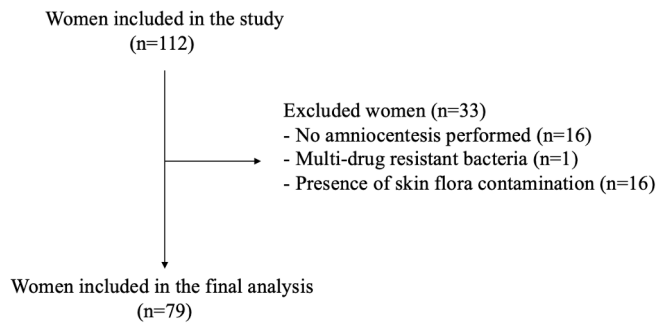 Women included in the study
(n=112)
Excluded women (n=33)
- No amniocentesis performed (n=16)
- Multi-drug resistant bacteria (n=1)
- Presence of skin flora contamination (n=16)
Women included in the final analysis
(n=79)